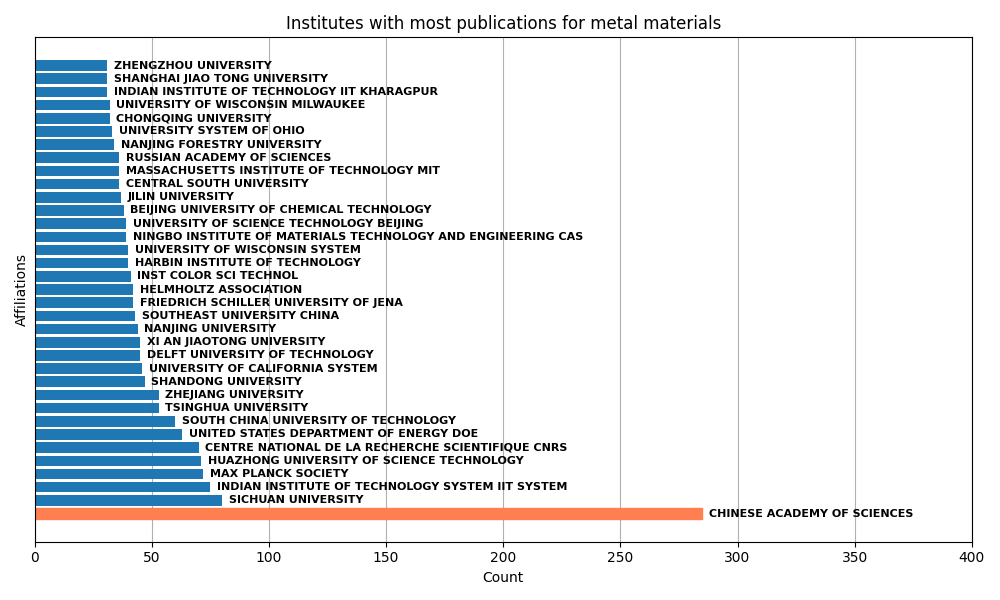 Institutes with most publications for metal materials
ZHENGZHOU UNIVERSITY
SHANGHAI JIAO TONG UNIVERSITY
INDIAN INSTITUTE OF TECHNOLOGY IIT KHARAGPUR
UNIVERSITY OF WISCONSIN MILWAUKEE
CHONGQING UNIVERSITY
UNIVERSITY SYSTEM OF OHIO
NANJING FORESTRY UNIVERSITY
RUSSIAN ACADEMY OF SCIENCES
MASSACHUSETTS INSTITUTE OF TECHNOLOGY MIT
CENTRAL SOUTH UNIVERSITY
JILIN UNIVERSITY
BEIJING UNIVERSITY OF CHEMICAL TECHNOLOGY
UNIVERSITY OF SCIENCE TECHNOLOGY BEIJING
NINGBO INSTITUTE OF MATERIALS TECHNOLOGY AND ENGINEERING CAS
UNIVERSITY OF WISCONSIN SYSTEM
HARBIN INSTITUTE OF TECHNOLOGY
INST COLOR SCI TECHNOL
HELMHOLTZ ASSOCIATION
FRIEDRICH SCHILLER UNIVERSITY OF JENA
SOUTHEAST UNIVERSITY CHINA
NANJING UNIVERSITY
XI AN JIAOTONG UNIVERSITY
DELFT UNIVERSITY OF TECHNOLOGY
UNIVERSITY OF CALIFORNIA SYSTEM
SHANDONG UNIVERSITY
ZHEJIANG UNIVERSITY
TSINGHUA UNIVERSITY
SOUTH CHINA UNIVERSITY OF TECHNOLOGY
UNITED STATES DEPARTMENT OF ENERGY DOE
CENTRE NATIONAL DE LA RECHERCHE SCIENTIFIQUE CNRS
HUAZHONG UNIVERSITY OF SCIENCE TECHNOLOGY
MAX PLANCK SOCIETY
INDIAN INSTITUTE OF TECHNOLOGY SYSTEM IIT SYSTEM
SICHUAN UNIVERSITY
CHINESE ACADEMY OF SCIENCES
Affiliations
0 50 100 150 200 250 300 350 400
Count